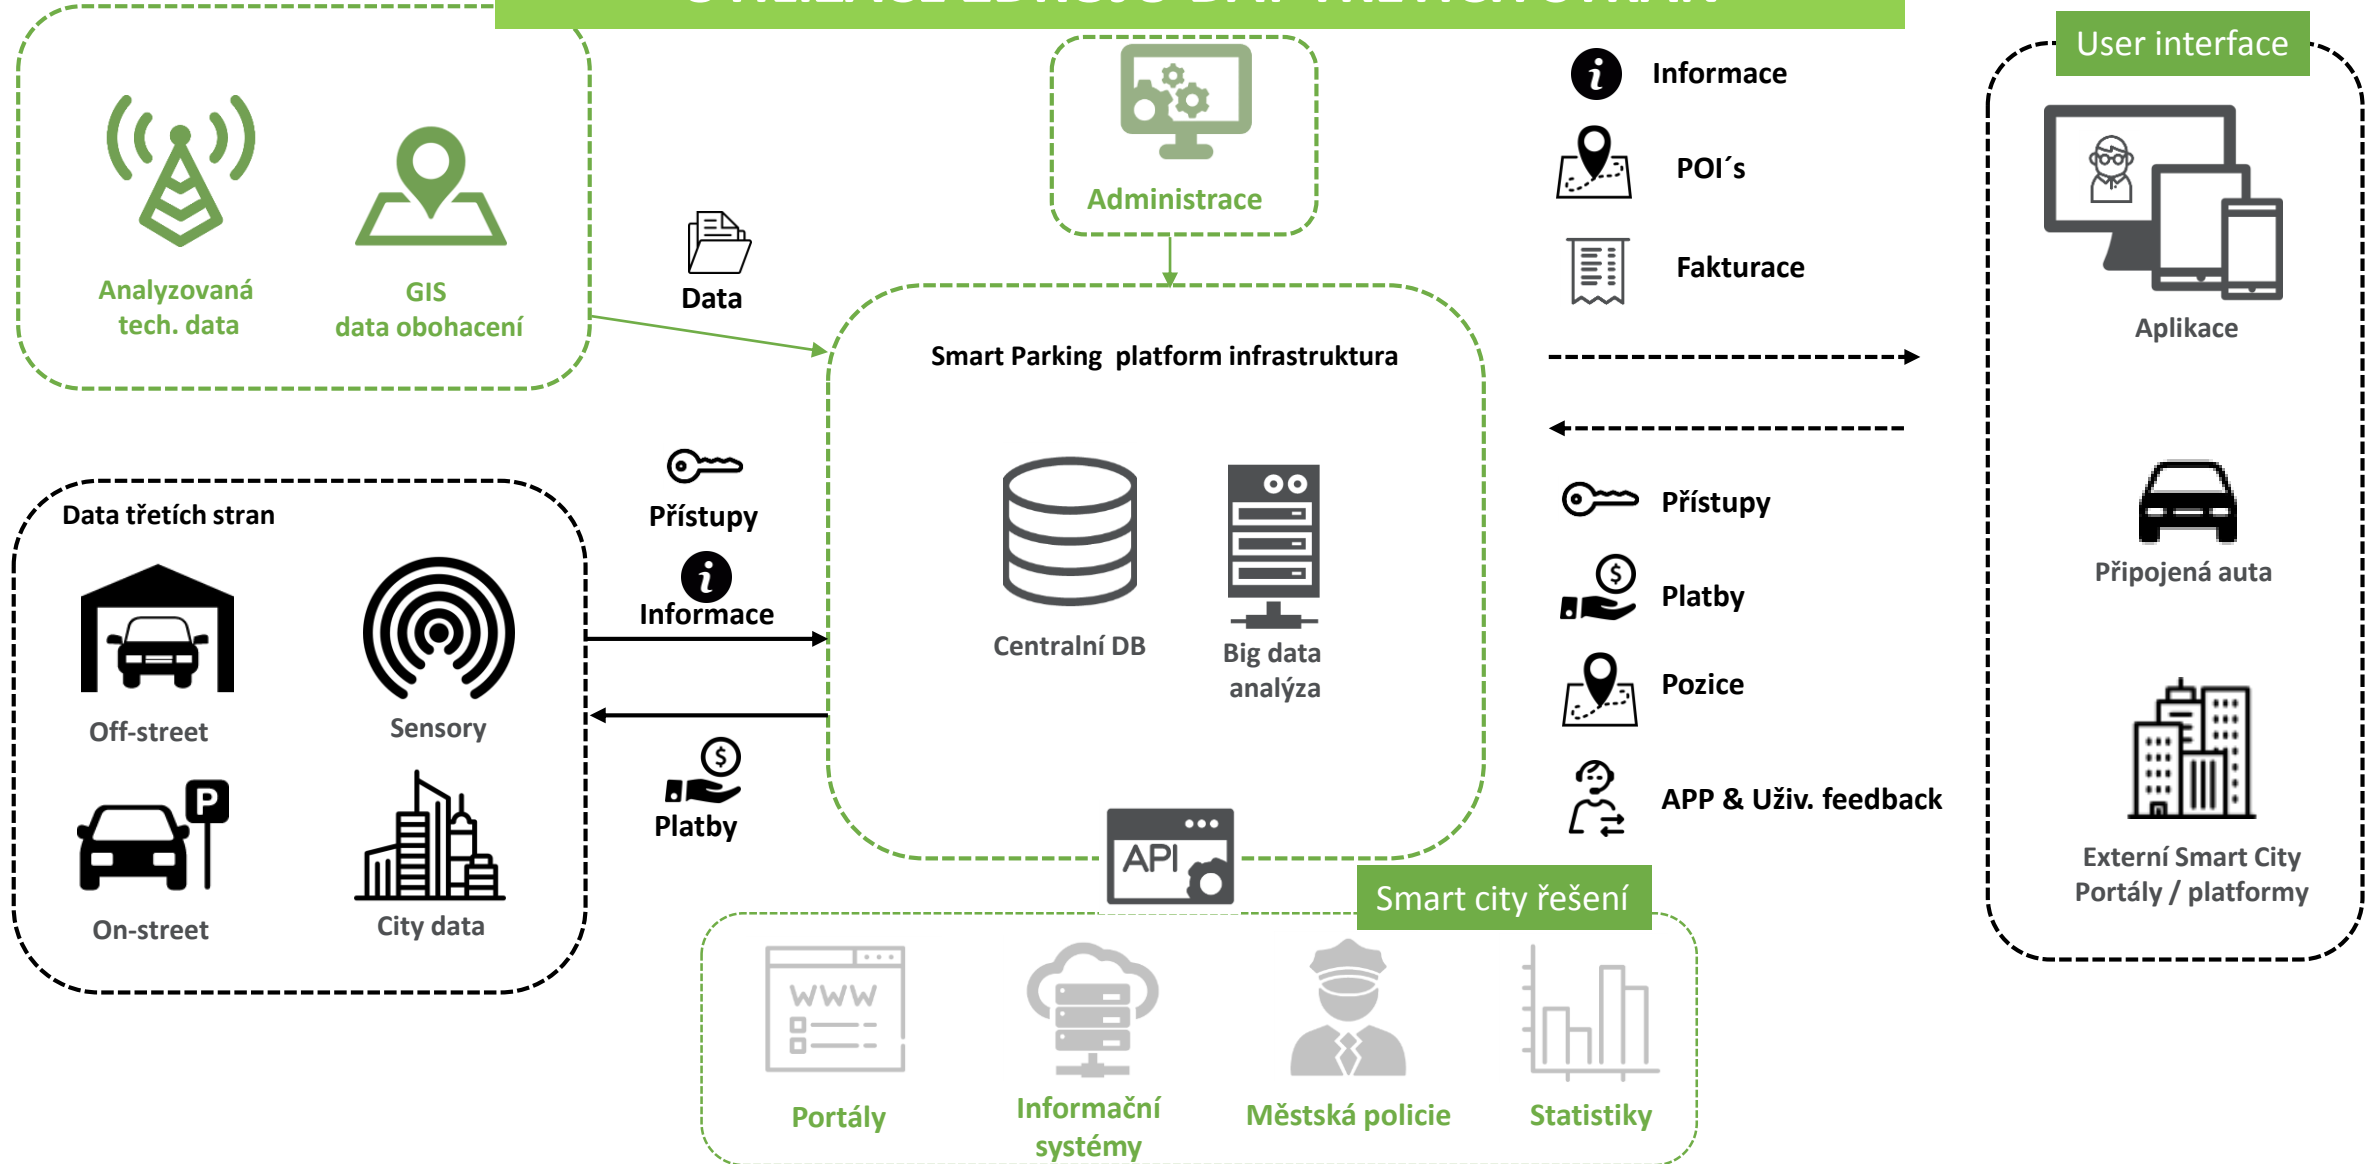 User interface
Informace
POI´s
Fakturace
Administrace
Analyzovaná
tech. data
GIS
data obohacení
Data
Smart Parking platform infrastruktura
Aplikace
Přístupy
Informace
Platby
Data třetích stran
Off-street
Sensory
On-street
City data
Centralní DB
Big data
analýza
API
Přístupy
Platby
Pozice
APP & Uživ. feedback
Připojená auta
Externí Smart City
Portály / platformy
Smart city řešení
WWW
Portály
Informační
systémy
Městská policie
Statistiky
P